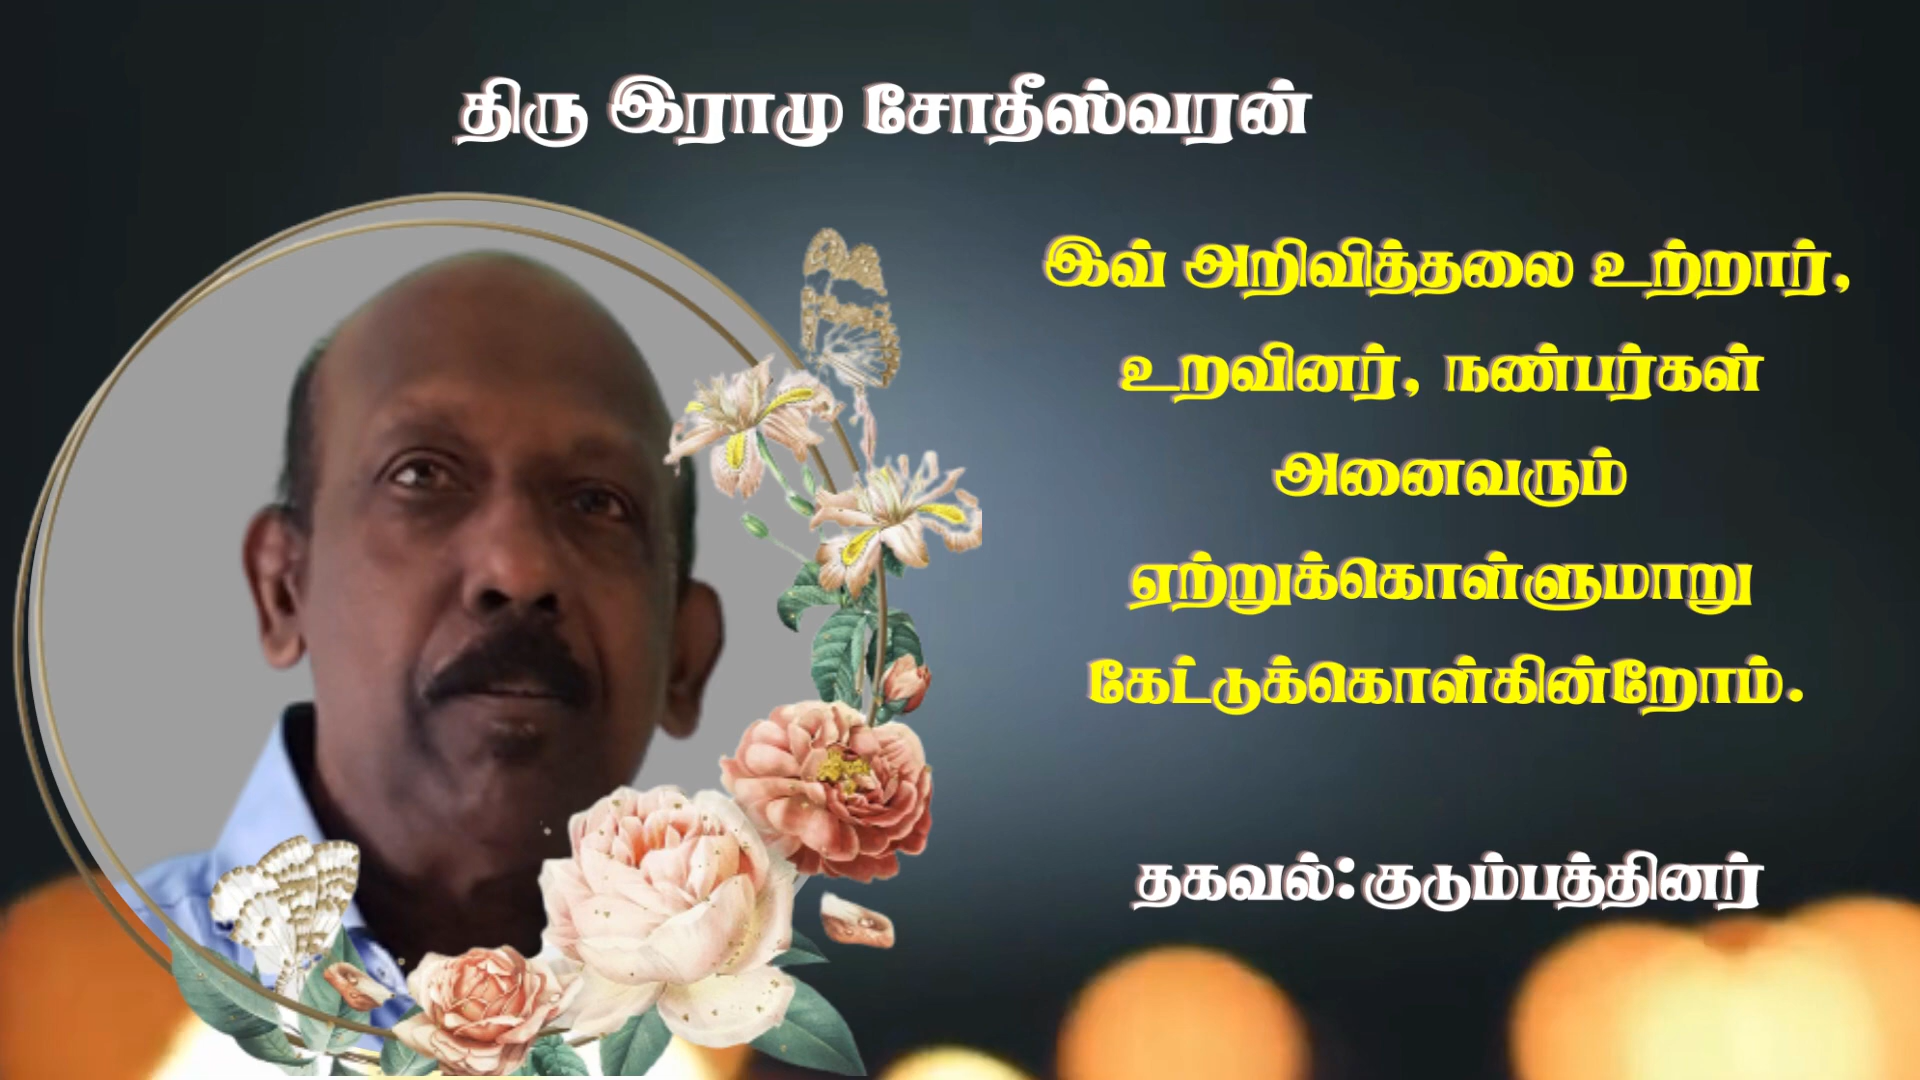 திரு இராமு சோதீஸ்வரன்
இவ் அறிவித்தலை உற்றார்,
உறவினர், நண்பர்கள்
அனைவரும்
ஏற்றுக்கொள்ளுமாறு
கேட்டுக்கொள்கின்றோம்.
தகவல்:குடும்பத்தினர்